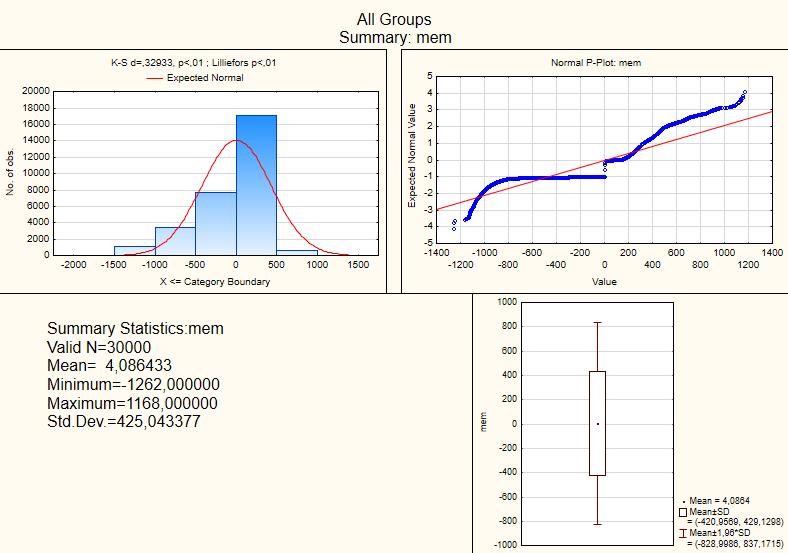 All Groups
Summary: mem
K-S d=,32933, p<,01 ; Lilliefors p<,01
Expected Normal
20000
18000
16000
14000
12000
10000
8000
6000
4000
2000
0
No. of obs.
-2000 -1500 -1000 -500 0 500 1000 1500
X <= Category Boundary
Normal P-Plot: mem
5
4
3
2
1
0
-1
-2
-3
-4
-5
Expected Normal Value
-1400 -1000 -600 -200 200 600 1000 1400
-1200 -800 -400 0 400 800 1200
Value
Summary Statistics:mem
Valid N=30000
Mean= 4,086433
Minimum=-1262,000000
Maximum=1168,000000
Std.Dev.=425,043377
1000
800
600
400
200
0
-200
-400
-600
-800
-1000
mem
Mean = 4,0864
Mean±SD
= (-420,9569, 429,1298)
Mean±1,96*SD
= (-828,9986, 837,1715)